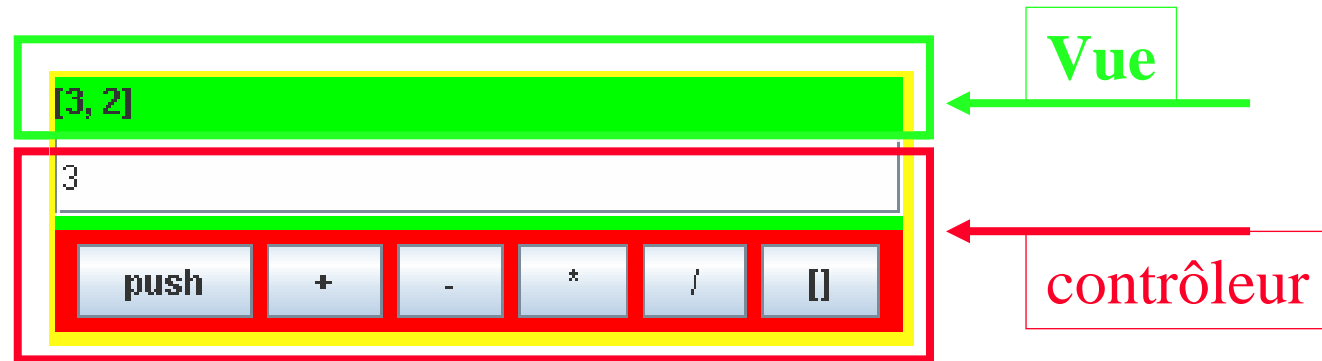 Vue
[3, 2]
3
push + - * / []
contrôleur